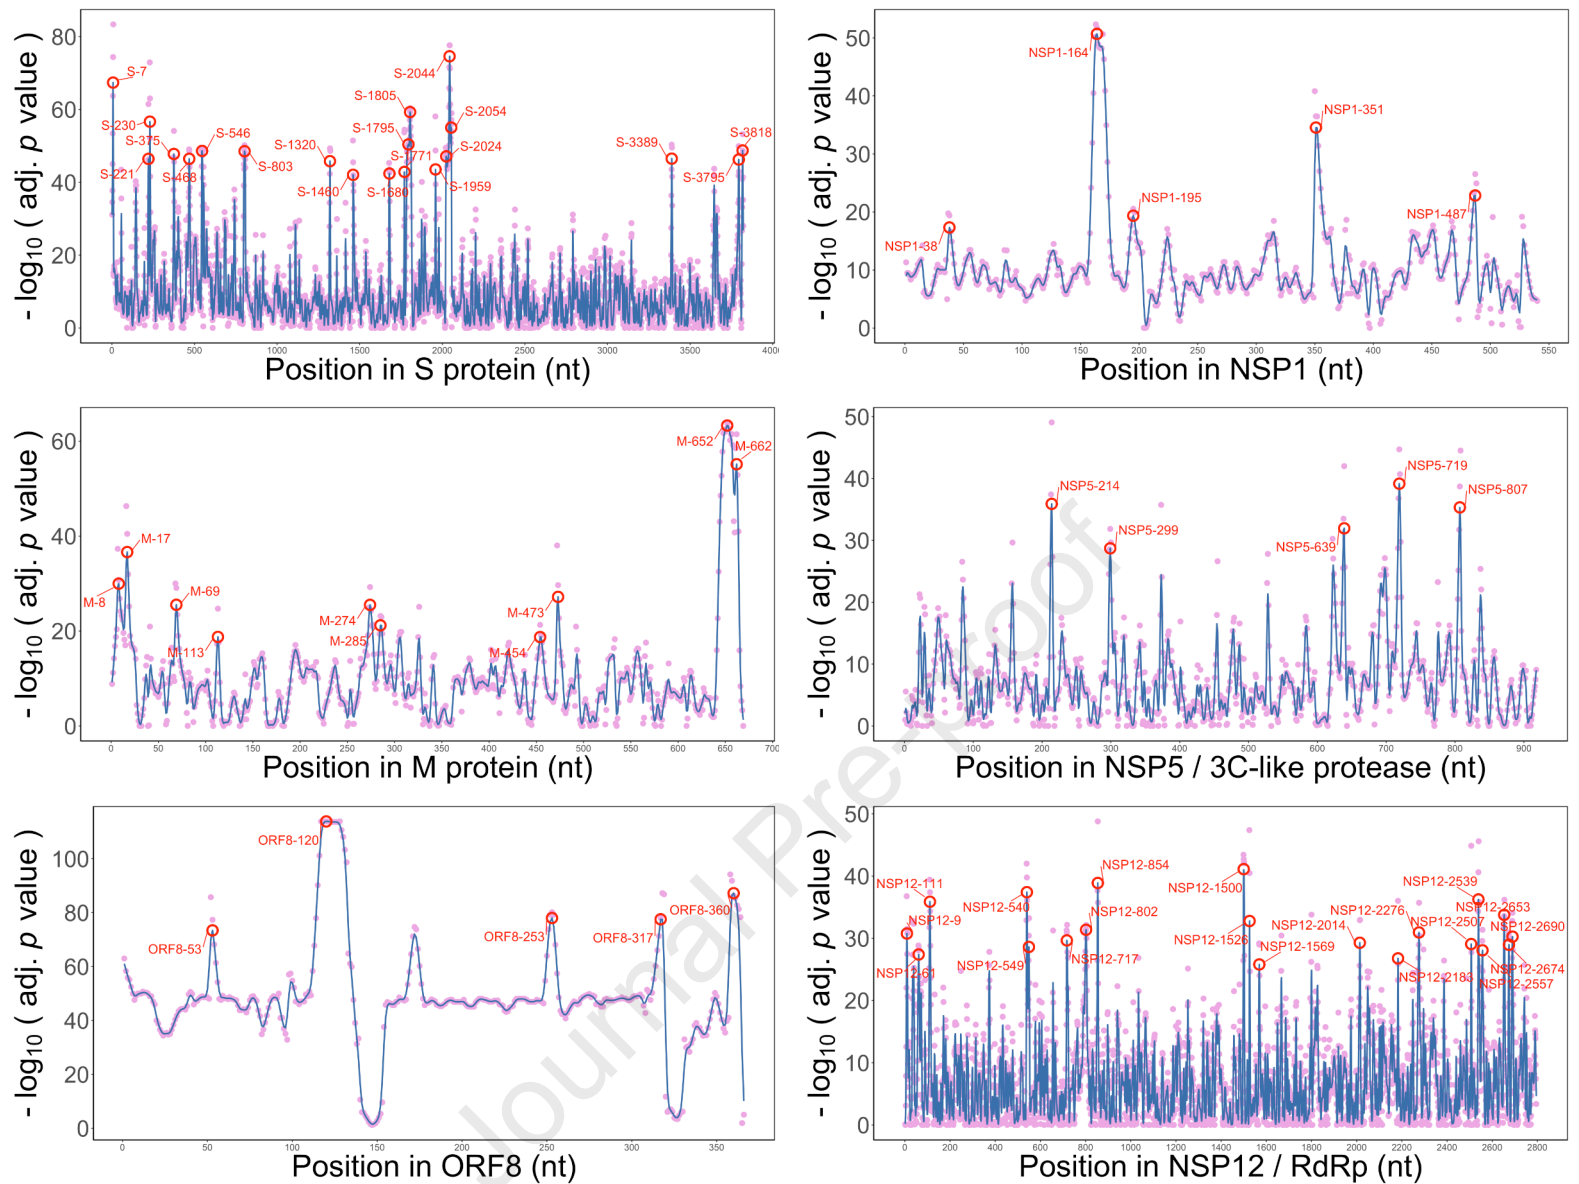 - log10 ( adj. p value )
80
60
40
20
0
S-7
S-230
S-375
S-221
S-468
S-546
S-803
S-1320
S-1460
S-1680
S-1805
S-1795
S-1771
S-2044
S-2054
S-2024
S-1959
S-3389
S-3795
S-3818
0 500 1000 1500 2000 2500 3000 3500 400
Position in S protein (nt)
- log10 ( adj. p value )
50
40
30
20
10
0
NSP1-38
NSP1-164
NSP1-195
NSP1-351
NSP1-487
0 50 100 150 200 250 300 350 400 450 500 550
Position in NSP1 (nt)
- log10 ( adj. p value )
60
40
20
0
M-8
M-17
M-69
M-113
M-274
M-285
M-454
M-473
M-652
M-662
0 50 100 150 200 250 300 350 400 450 500 550 600 650 700
Position in M protein (nt)
- log10 ( adj. p value )
50
40
30
20
10
0
NSP5-214
NSP5-299
NSP5-639
NSP5-719
NSP5-807
0 100 200 300 400 500 600 700 800 900
Position in NSP5 / 3C-like protease (nt)
- log10 ( adj. p value )
100
80
60
40
20
0
ORF8-53
ORF8-120
ORF8-253
ORF8-317
ORF8-360
0 50 100 150 200 250 300 350
Position in ORF8 (nt)
- log10 ( adj. p value )
50
40
30
20
10
0
NSP12-111
NSP12-9
NSP12-61
NSP12-540
NSP12-549
NSP12-854
NSP12-802
NSP12-717
NSP12-1500
NSP12-1526
NSP12-1569
NSP12-2014
NSP12-2276
NSP12-2183
NSP12-2539
NSP12-2507
NSP12-2653
NSP12-2690
NSP12-2674
NSP12-2557
0 200 400 600 800 1000 1200 1400 1600 1800 2000 2200 2400 2600 2800
Position in NSP12 / RdRp (nt)
Journal Pre-proof